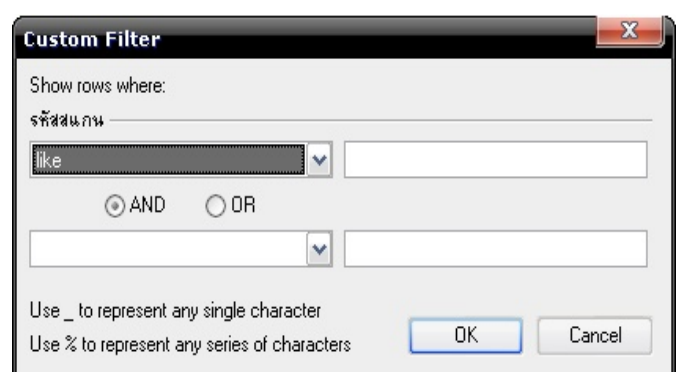 Custom Filter
Show rows where:
รหัสสแกน
like
AND OR
Use _ to represent any single character
Use % to represent any series of characters
OK Cancel